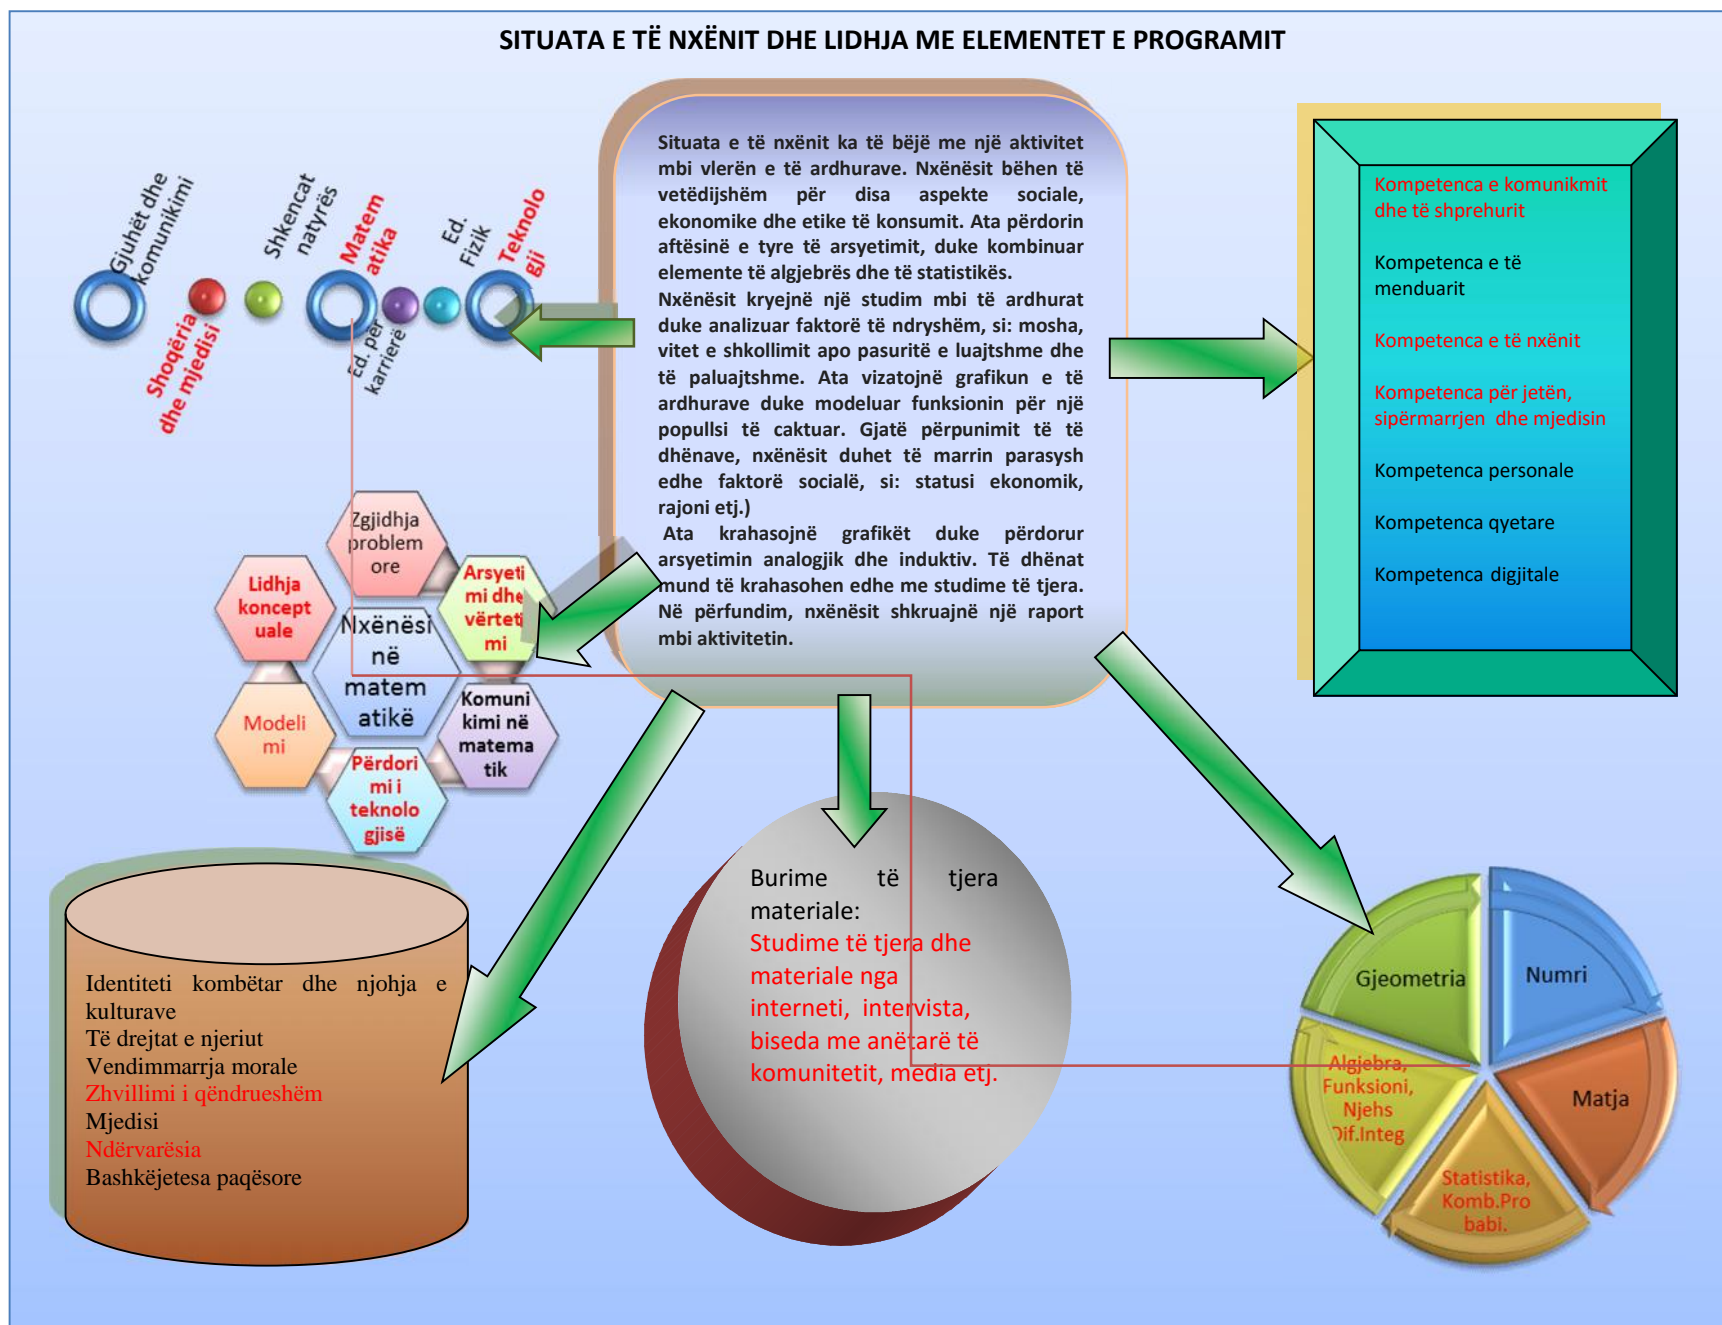 SITUATA E TË NXËNIT DHE LIDHJA ME ELEMENTET E PROGRAMIT
Gjuhët dhe
komunikimi
Shoqëria
dhe mjedisi
Shkencat
natyrës
Matem
atika
Ed. për
karrierë
Ed.
Fizik
Teknolo
gji
Situata e të nxënit ka të bëjë me një aktivitet
mbi vlerën e të ardhurave. Nxënësit bëhen të
vetëdijshëm për disa aspekte sociale,
ekonomike dhe etike të konsumit. Ata përdorin
aftësinë e tyre të arsyetimit, duke kombinuar
elemente të algjebrës dhe të statistikës.
Nxënësit kryejnë një studim mbi të ardhurat
duke analizuar faktorë të ndryshëm, si: mosha,
vitet e shkollimit apo pasuritë e luajtshme dhe
të paluajtshme. Ata vizatojnë grafikun e të
ardhurave duke modeluar funksionin për një
popullsi të caktuar. Gjatë përpunimit të të
dhënave, nxënësit duhet të marrin parasysh
edhe faktorë socialë, si: statusi ekonomik,
rajoni etj.)
Ata krahasojnë grafikët duke përdorur
arsyetimin analogjik dhe induktiv. Të dhënat
mund të krahasohen edhe me studime të tjera.
Në përfundim, nxënësit shkruajnë një raport
mbi aktivitetin.
Kompetenca e komunikmit
dhe të shprehurit
Kompetenca e të
menduarit
Kompetenca e të nxënit
Kompetenca për jetën,
sipërmarrjen dhe mjedisin
Kompetenca personale
Kompetenca qyetare
Kompetenca digjitale
Zgjidhja
problem
ore
Lidhja
koncept
uale
Arsyeti
mi dhe
vërteti
mi
Nxënësi
në
matem
atikë
Modeli
mi
Komuni
kimi në
matema
tik
Përdori
mi i
teknolo
gjisë
Identiteti kombëtar dhe njohja e
kulturave
Të drejtat e njeriut
Vendimmarrja morale
Zhvillimi i qëndrueshëm
Mjedisi
Ndërvarësia
Bashkëjetesa paqësore
Burime të tjera
materiale:
Studime të tjera dhe
materiale nga
interneti, intervista,
biseda me anëtarë të
komunitetit, media etj.
Gjeometria
Numri
Algjebra,
Funksioni,
Njehs
Dif.Integ
Matja
Statistika,
Komb.Pro
babi.